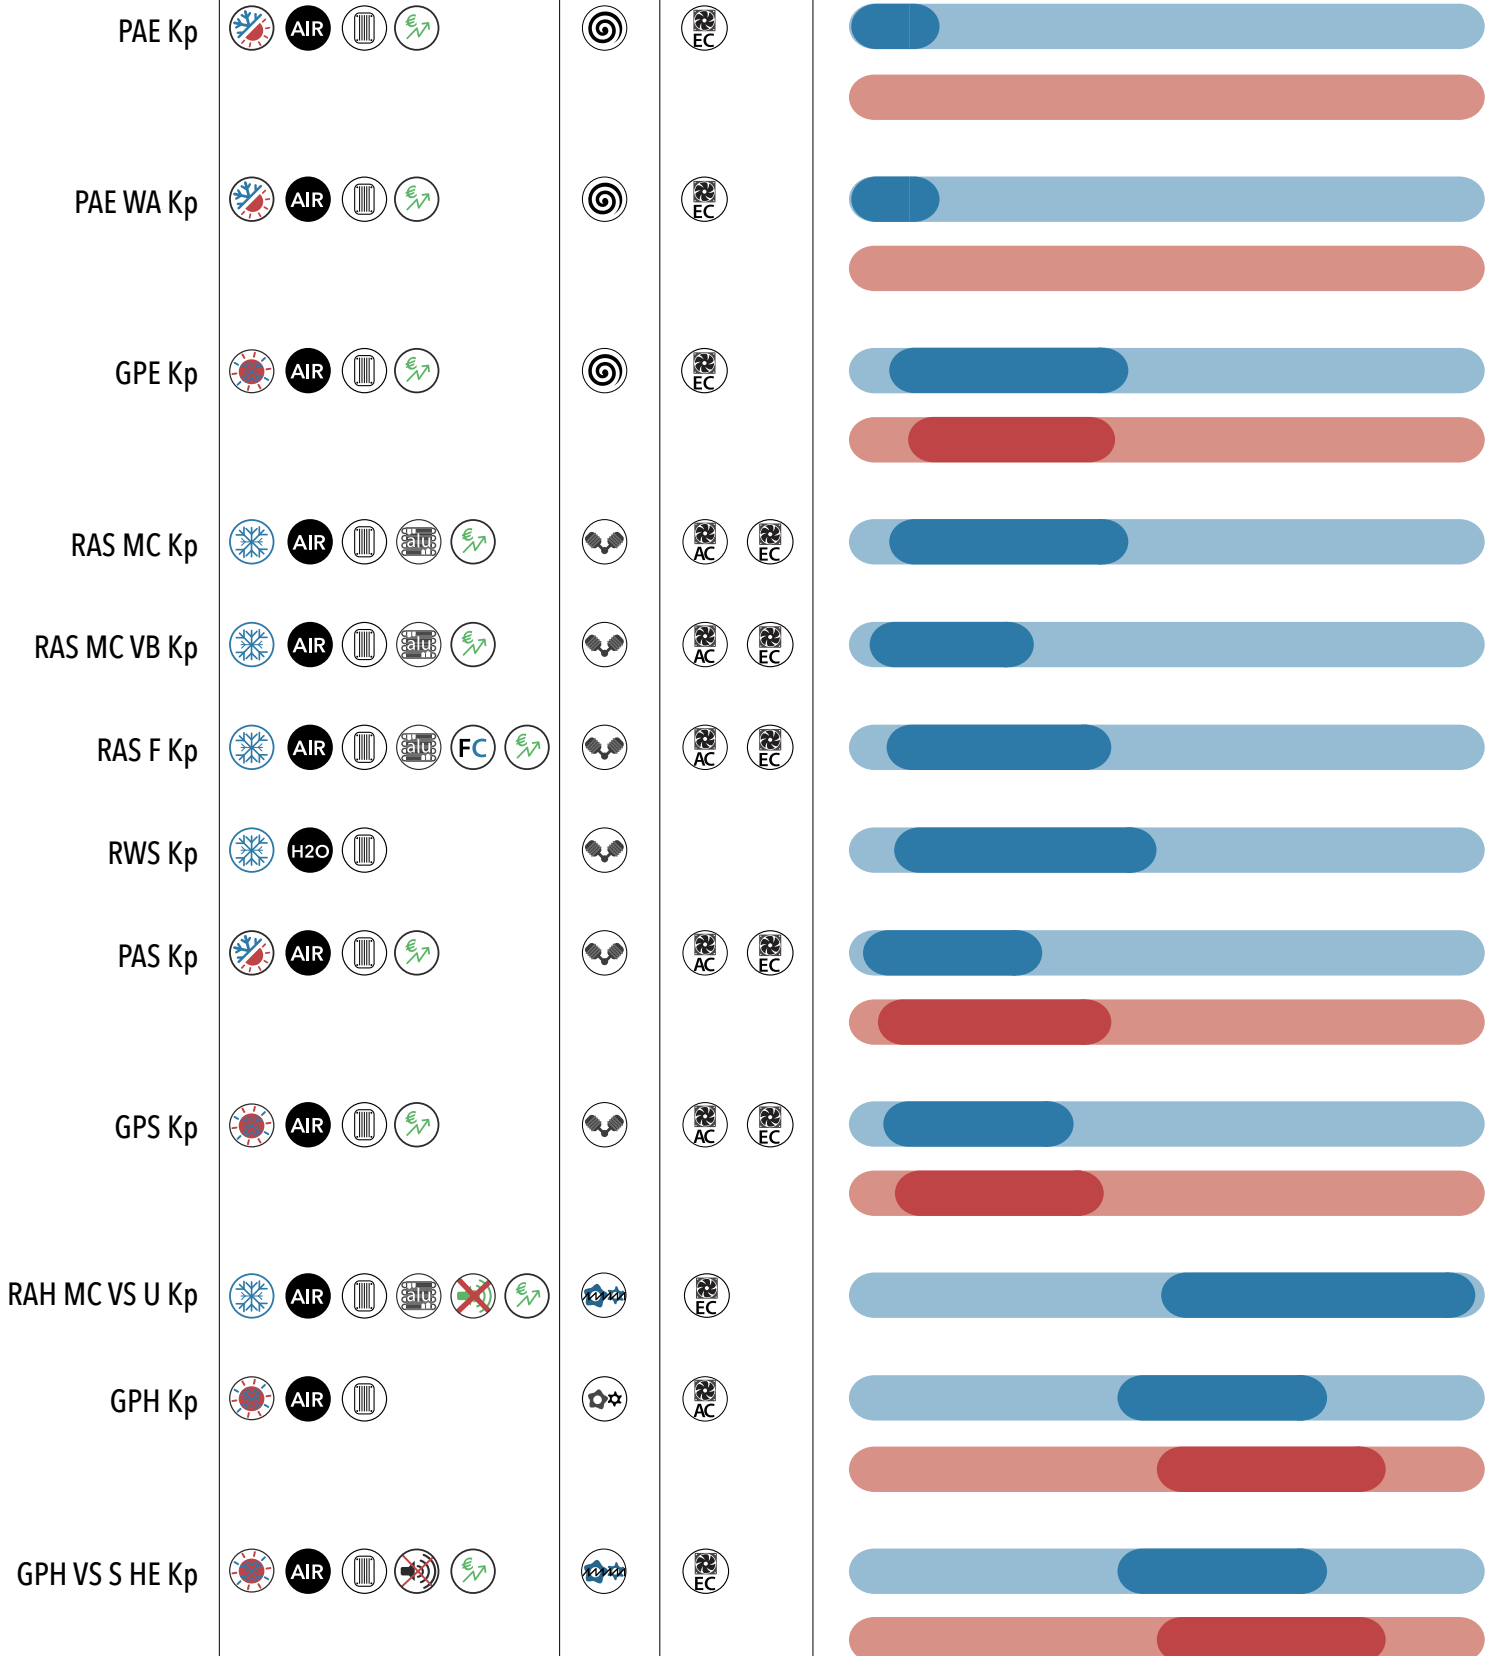 PAE Kp AIR € EC
PAE WA Kp AIR € EC
GPE Kp AIR € EC
RAS MC Kp AIR alu € AC EC
RAS MC VB Kp AIR alu € AC EC
RAS F Kp AIR alu FC € AC EC
RWS Kp H2O
PAS Kp AIR € AC EC
GPS Kp AIR € AC EC
RAH MC VS U Kp AIR alu € EC
GPH Kp AIR AC
GPH VS S HE Kp AIR € EC